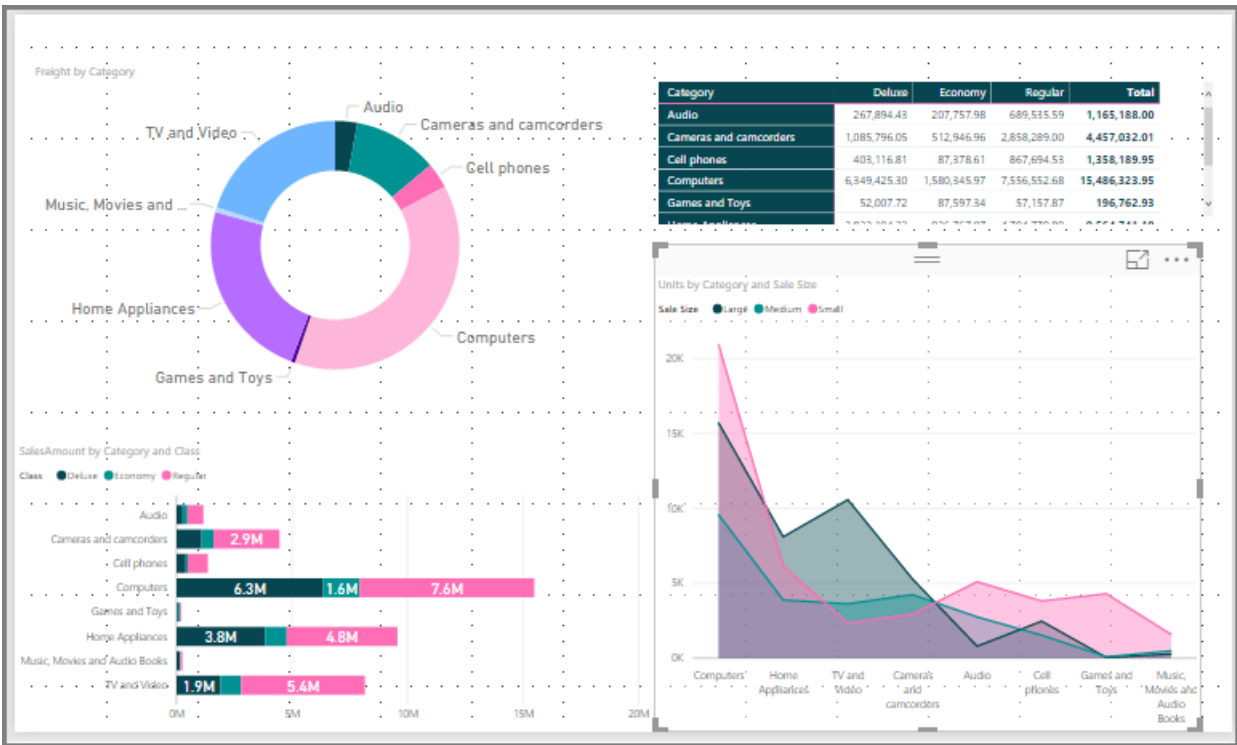 Freight by Category
Audio
Cameras and camcorders
Cell phones
Computers
Games and Toys
Home Appliances
Music, Movies and ...
TV and Video
Category Deluxe Economy Regular Total
Audio 267,894.43 207,757.98 689,535.59 1,165,188.00
Cameras and camcorders 1,085,796.05 512,946.96 2,858,289.00 4,457,032.01
Cell phones 403,116.81 87,378.61 867,694.53 1,358,189.95
Computers 6,349,425.30 1,580,345.97 7,556,552.68 15,486,323.95
Games and Toys 52,007.72 87,597.34 57,157.87 196,762.93
Home Appliances
SalesAmount by Category and Class
Class Deluxe Economy Regular
Audio
Cameras and camcorders 2.9M
Cell phones
Computers 6.3M 1.6M 7.6M
Games and Toys
Home Appliances 3.8M 4.8M
Music, Movies and Audio Books
TV and Video 1.9M 5.4M
0M 5M 10M 15M 20M
Units by Category and Sale Size
Sale Size Large Medium Small
20K
15K
10K
5K
0K
Computers
Home
Appliances
TV and
Video
Cameras
and
camcorders
Audio
Cell
phones
Games and
Toys
Music,
Movies and
Audio
Books